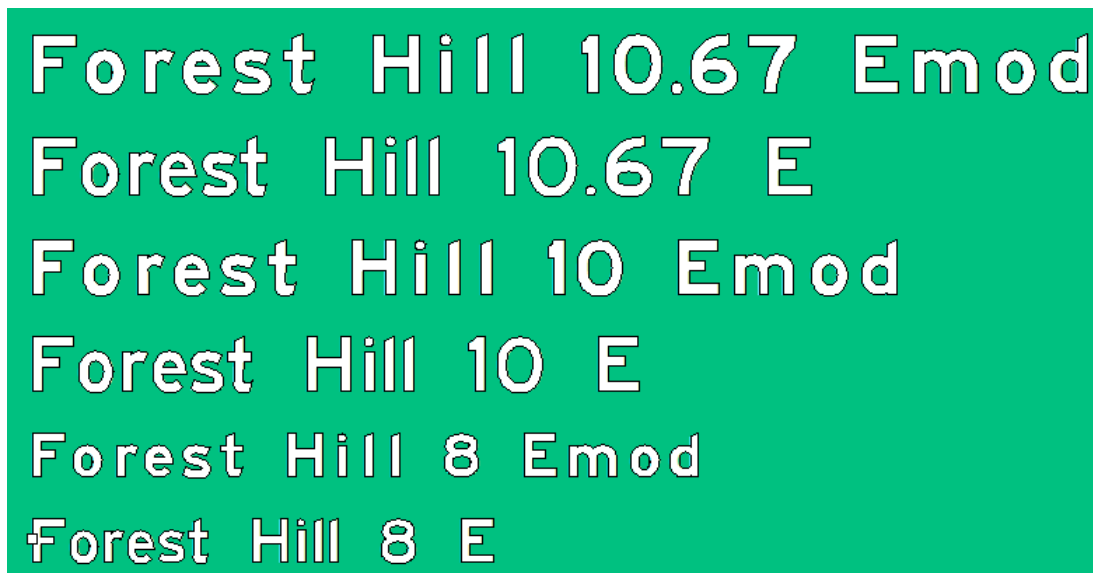 Forest Hill 10.67 Emod
Forest Hill 10.67 E
Forest Hill 10 Emod
Forest Hill 10 E
Forest Hill 8 Emod
Forest Hill 8 E